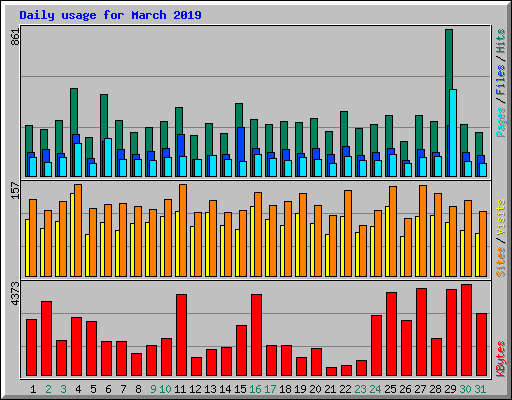 Daily usage for March 2019
861
157
4373
Pages / Files / Hits
Sites / Visits
KBytes
1 2 3 4 5 6 7 8 9 10 11 12 13 14 15 16 17 18 19 20 21 22 23 24 25 26 27 28 29 30 31